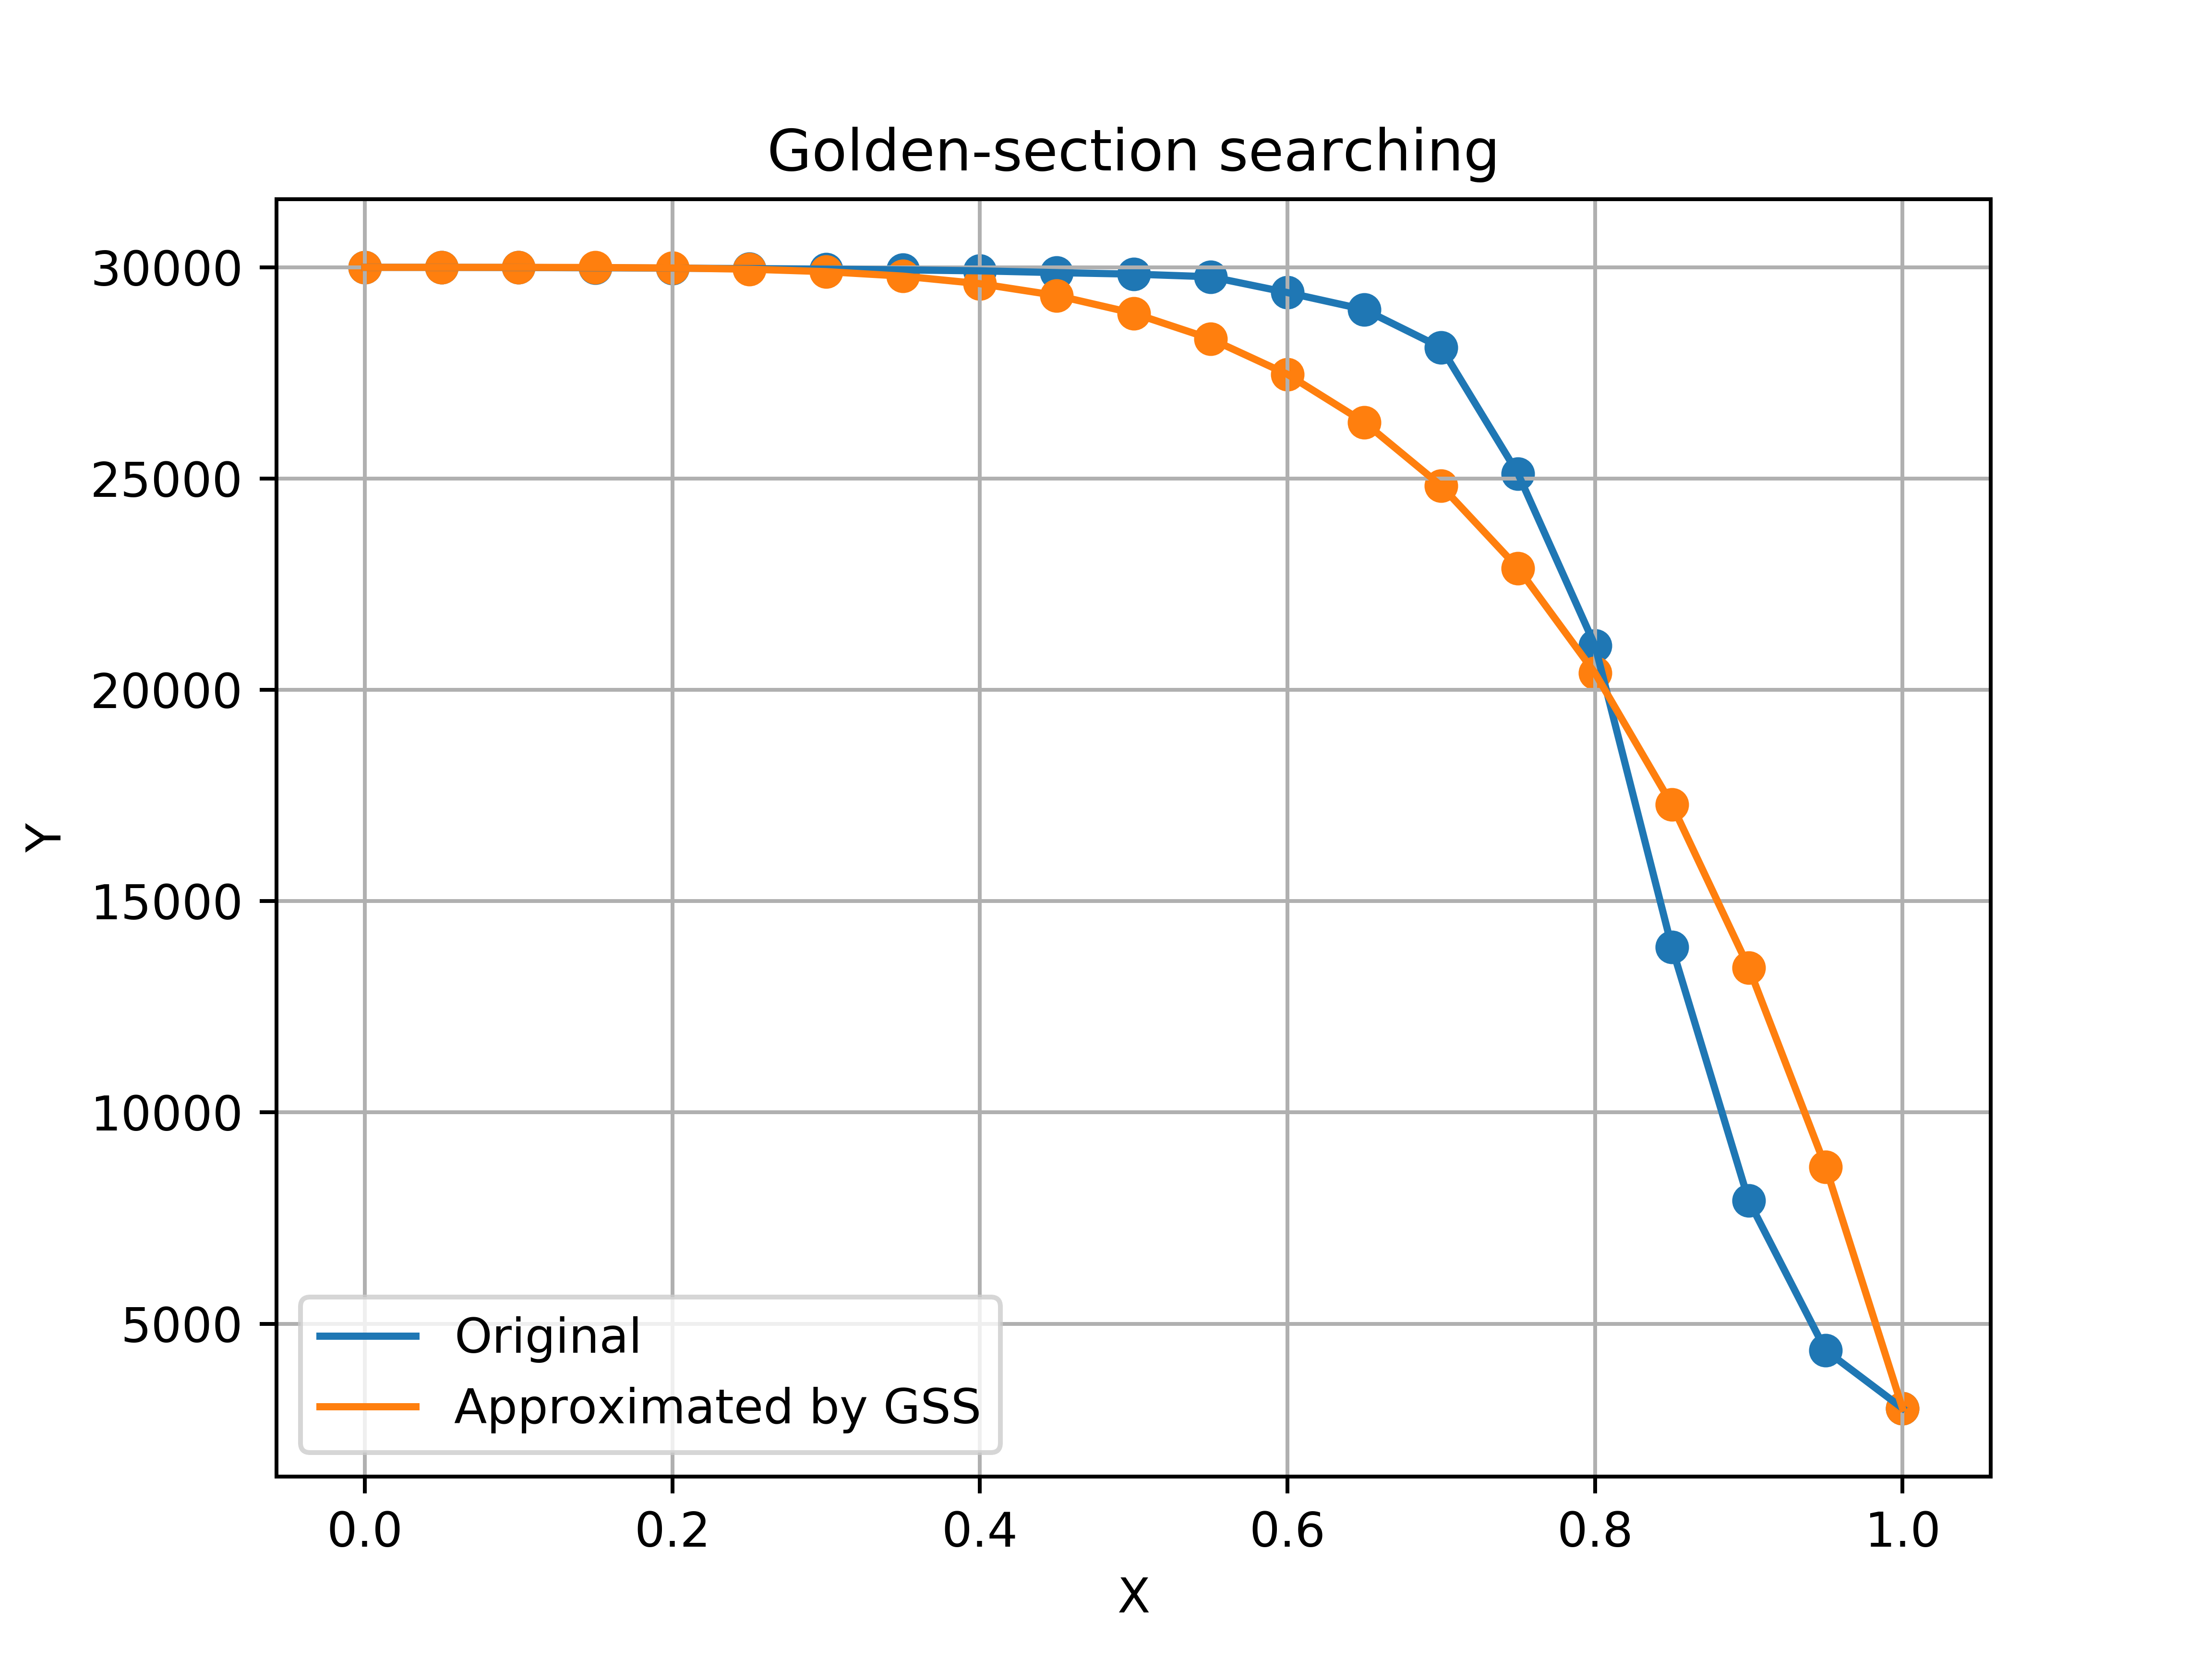 Golden-section searching
30000
25000
20000
15000
10000
5000
Y
Original
Approximated by GSS
0.0 0.2 0.4 0.6 0.8 1.0
X